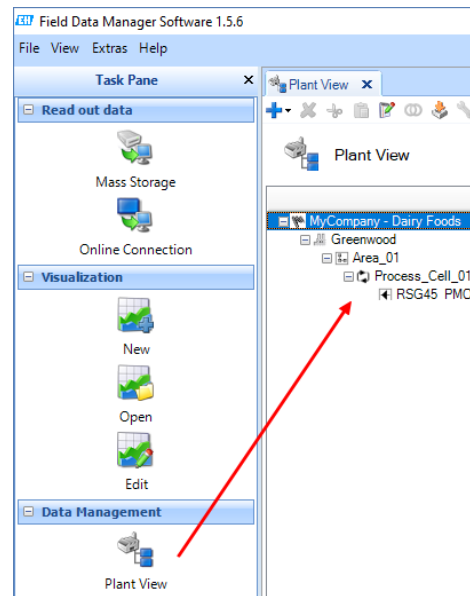 Field Data Manager Software 1.5.6
File View Extras Help
Task Pane
Plant View
Read out data
Plant View
Mass Storage
MyCompany - Dairy Foods
Greenwood
Online Connection
Area_01
Visualization
Process_Cell_01
RSG45 PMC
New
Open
Edit
Data Management
Plant View